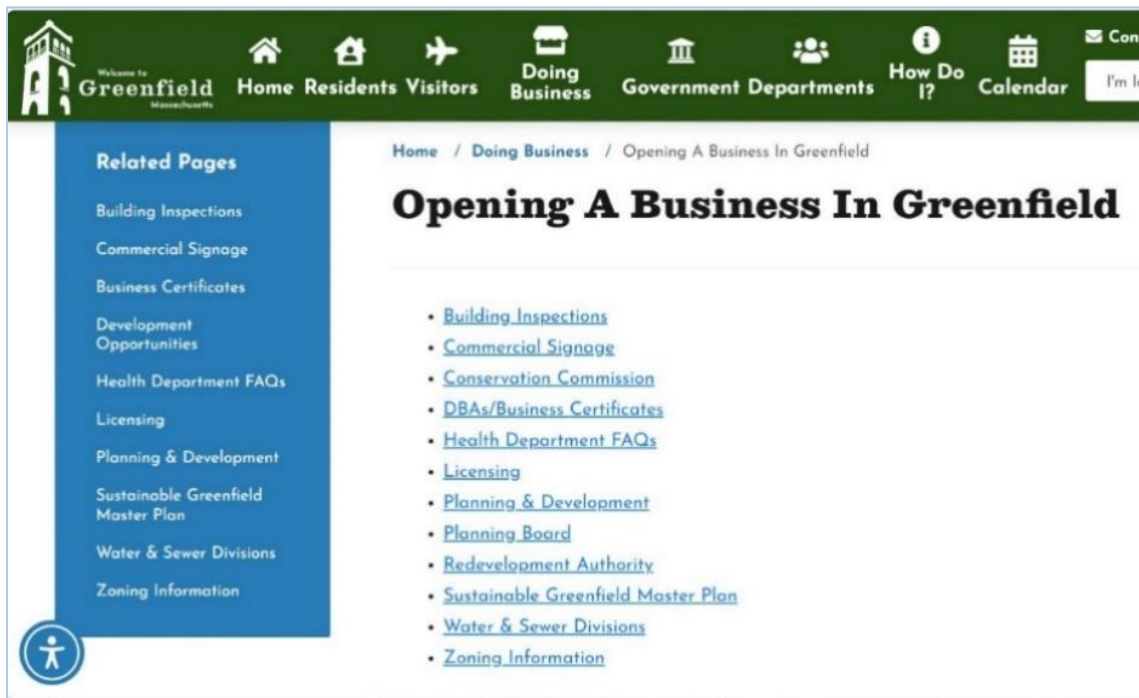 Welcome to
Greenfield
Massachusetts
Home
Residents
Visitors
Doing
Business
Government
Departments
How Do
I?
Calendar
Con
I'm lo
Related Pages
Building Inspections
Commercial Signage
Business Certificates
Development
Opportunities
Health Department FAQs
Licensing
Planning & Development
Sustainable Greenfield
Master Plan
Water & Sewer Divisions
Zoning Information
Home / Doing Business / Opening A Business In Greenfield
Opening A Business In Greenfield
• Building Inspections
• Commercial Signage
• Conservation Commission
• DBAs/Business Certificates
• Health Department FAQs
• Licensing
• Planning & Development
• Planning Board
• Redevelopment Authority
• Sustainable Greenfield Master Plan
• Water & Sewer Divisions
• Zoning Information